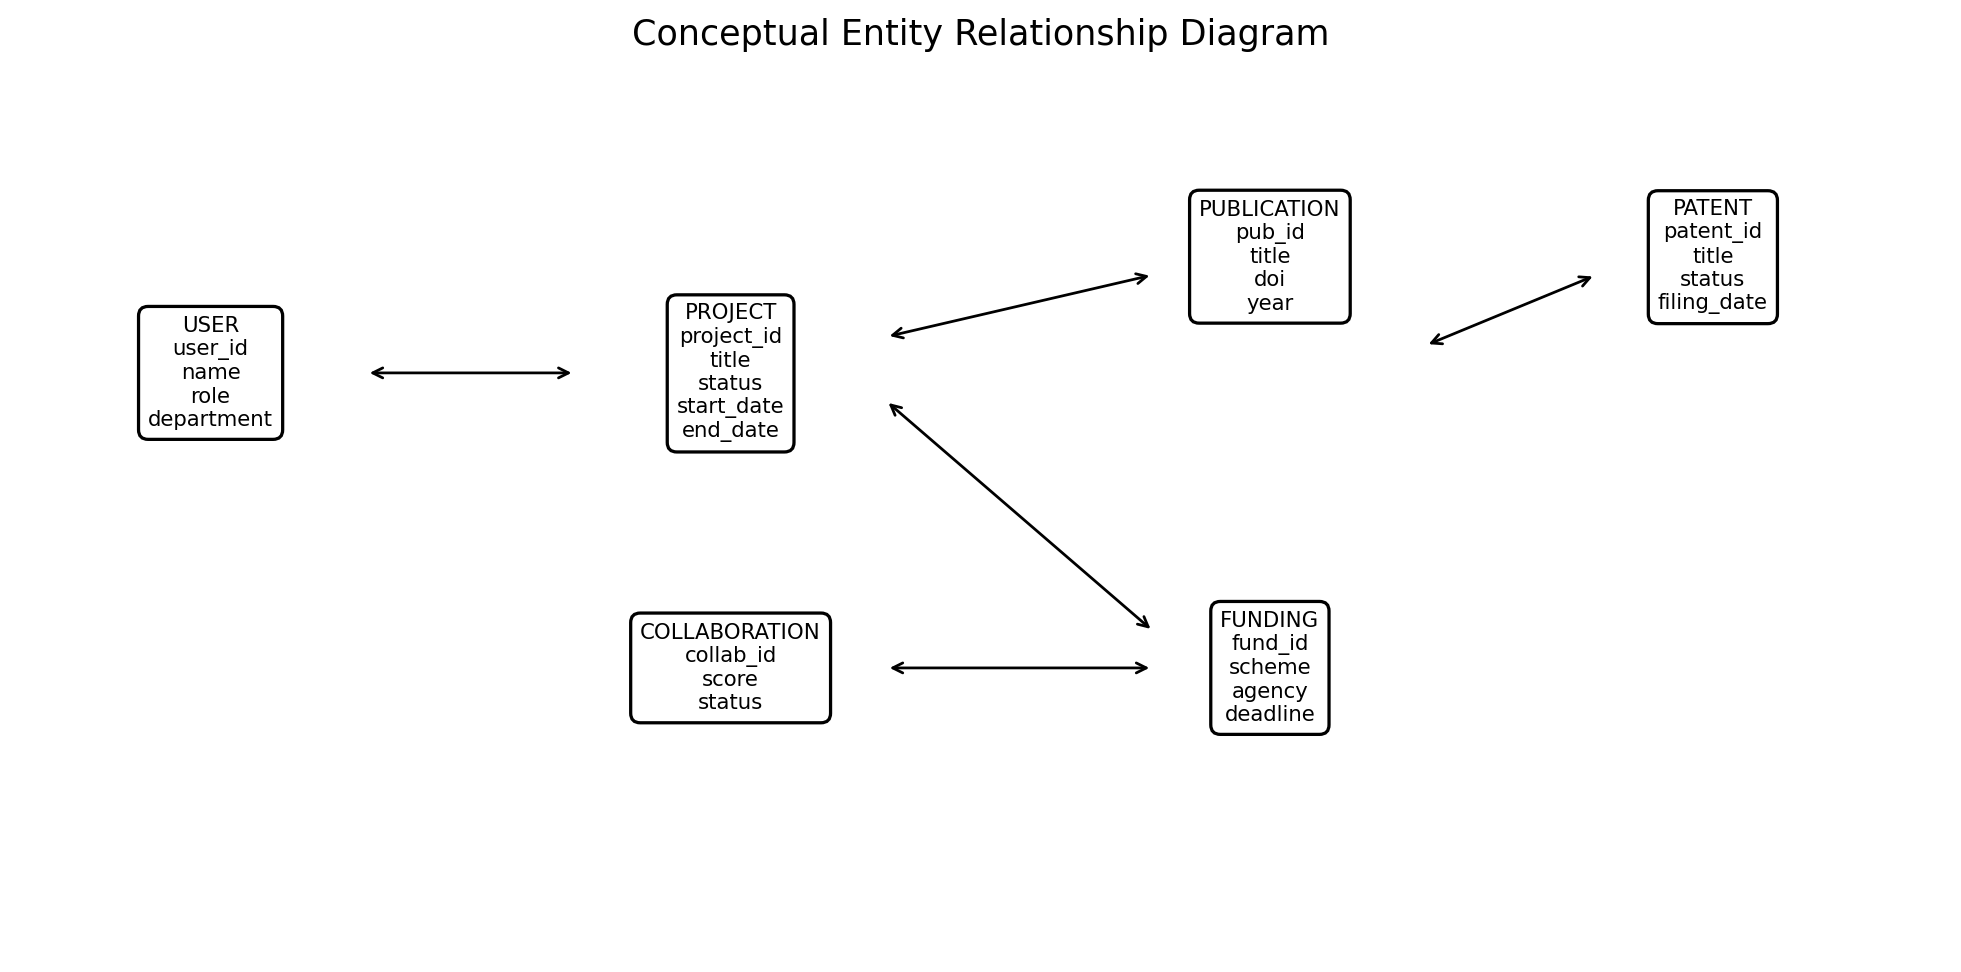 Conceptual Entity Relationship Diagram
USER
user_id
name
role
department
PROJECT
project_id
title
status
start_date
end_date
PUBLICATION
pub_id
title
doi
year
PATENT
patent_id
title
status
filing_date
COLLABORATION
collab_id
score
status
FUNDING
fund_id
scheme
agency
deadline